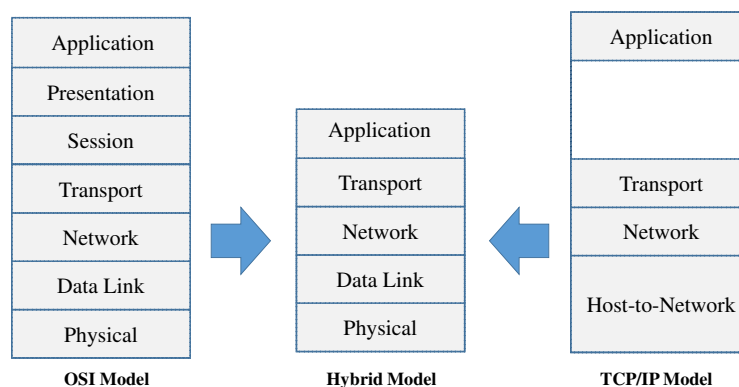 Application
Presentation
Session
Transport
Network
Data Link
Physical
OSI Model
Application
Transport
Network
Data Link
Physical
Hybrid Model
Application
Transport
Network
Host-to-Network
TCP/IP Model